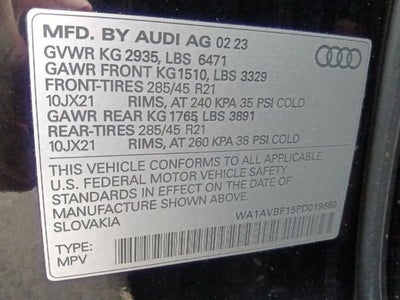 MFD. BY AUDI AG 02 23
GVWR KG 2935, LBS 6471
GAWR FRONT KG1510, LBS 3329
FRONT-TIRES 285/45 R21
10JX21 RIMS, AT 240 KPA 35 PSI COLD
GAWR REAR KG1765 LBS 3891
REAR-TIRES 285/45 R21
10JX21 RIMS, AT 260 KPA 38 PSI COLD
THIS VEHICLE CONFORMS TO ALL APPLICABLE
U.S. FEDERAL MOTOR VEHICLE SAFETY
STANDARDS IN EFFECT ON THE DATE OF
MANUFACTURE SHOWN ABOVE.
SLOVAKIA
WA1AVBF15PD019660
TYPE:
MPV